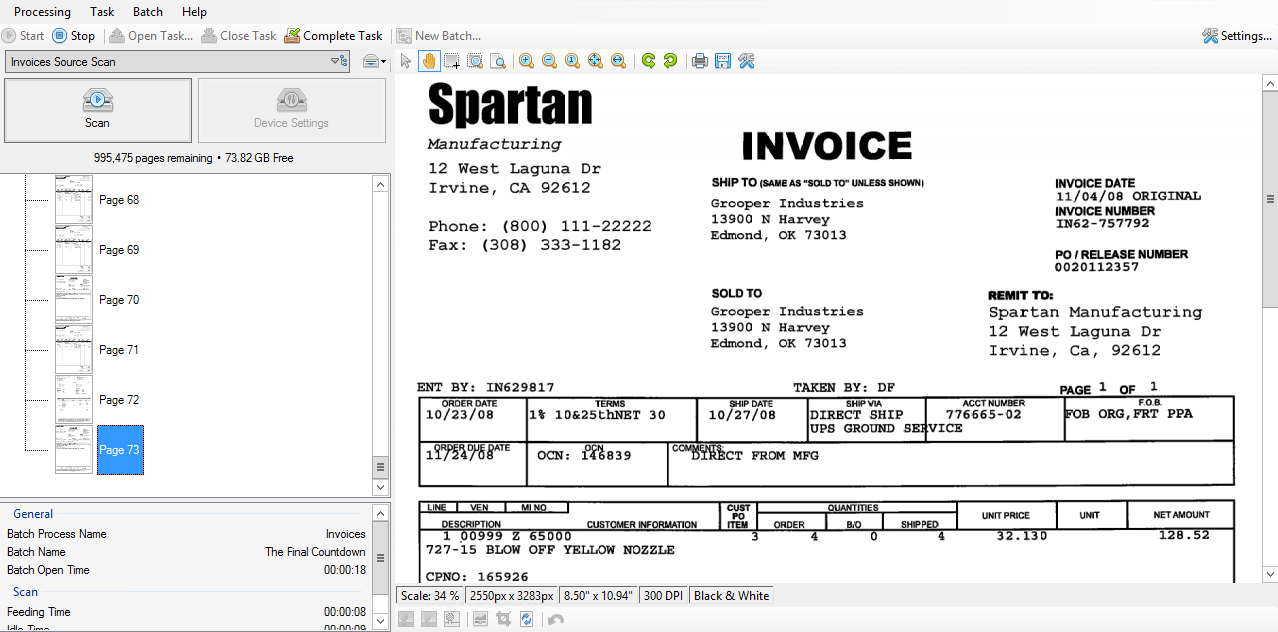 Processing Task Batch Help
Start Stop Open Task... Close Task Complete Task New Batch... Settings...
Invoices Source Scan
Scan Device Settings
995,475 pages remaining • 73.82 GB Free
Page 68
Page 69
Page 70
Page 71
Page 72
Page 73
General
Batch Process Name Invoices
Batch Name The Final Countdown
Batch Open Time 00:00:18
Scan
Feeding Time 00:00:08
Idle Time 00:00:09
Spartan
Manufacturing
12 West Laguna Dr
Irvine, CA 92612
Phone: (800) 111-22222
Fax: (308) 333-1182
INVOICE
SHIP TO (SAME AS "SOLD TO" UNLESS SHOWN)
Grooper Industries
13900 N Harvey
Edmond, OK 73013
INVOICE DATE
11/04/08 ORIGINAL
INVOICE NUMBER
IN62-757792
PO / RELEASE NUMBER
0020112357
SOLD TO
Grooper Industries
13900 N Harvey
Edmond, OK 73013
REMIT TO:
Spartan Manufacturing
12 West Laguna Dr
Irvine, Ca, 92612
ENT BY: IN629817 TAKEN BY: DF PAGE 1 OF 1
ORDER DATE TERMS SHIP DATE SHIP VIA ACCT NUMBER F.O.B.
10/23/08 1% 10&25thNET 30 10/27/08 DIRECT SHIP 776665-02 FOB ORG,FRT PPA
UPS GROUND SERVICE
ORDER DUE DATE OCN COMMENTS:
11/24/08 OCN: 146839 DIRECT FROM MFG
LINE VEN MI NO CUST PO ITEM QUANTITIES UNIT PRICE UNIT NET AMOUNT
DESCRIPTION CUSTOMER INFORMATION ORDER B/O SHIPPED
1 00999 Z 65000 3 4 0 4 32.130 128.52
727-15 BLOW OFF YELLOW NOZZLE
CPNO: 165926
Scale: 34 % 2550px x 3283px 8.50" x 10.94" 300 DPI Black & White